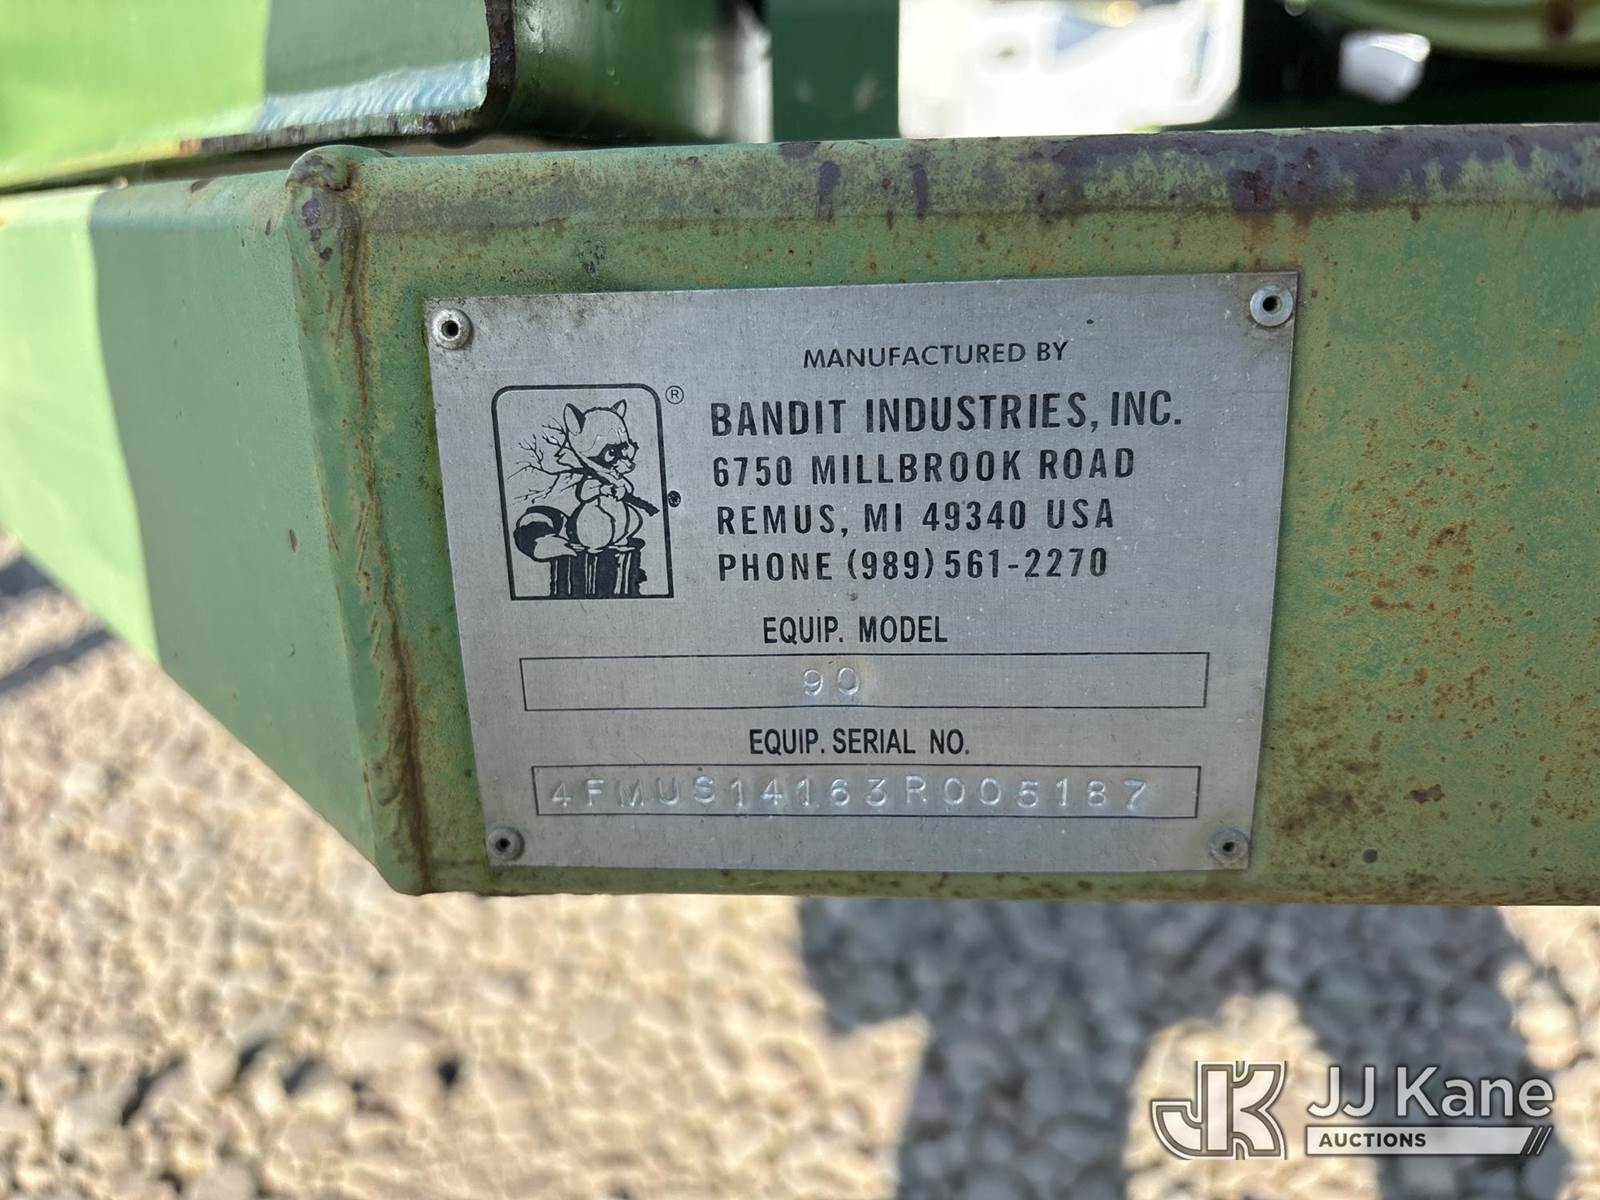 MANUFACTURED BY
®
BANDIT INDUSTRIES, INC.
6750 MILLBROOK ROAD
REMUS, MI 49340 USA
PHONE (989) 561-2270
EQUIP. MODEL
90
EQUIP. SERIAL NO.
4FMUS14163R005187
JK JJ Kane
AUCTIONS